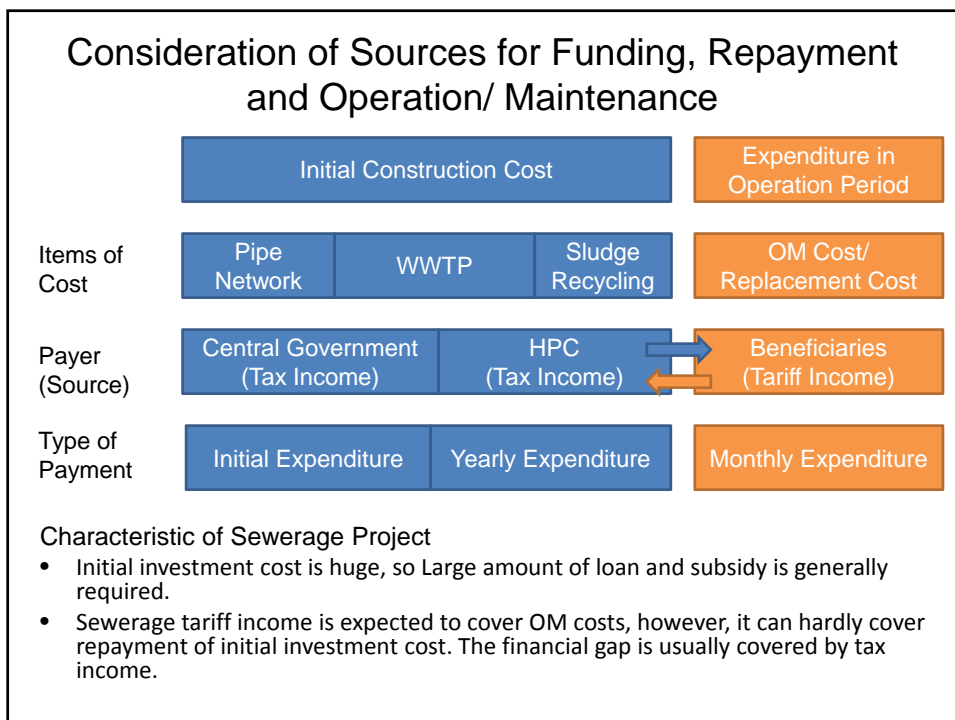 Consideration of Sources for Funding, Repayment
and Operation/ Maintenance
Initial Construction Cost
Expenditure in
Operation Period
Items of
Cost
Pipe
Network
WWTP
Sludge
Recycling
OM Cost/
Replacement Cost
Payer
(Source)
Central Government
(Tax Income)
HPC
(Tax Income)
Beneficiaries
(Tariff Income)
Type of
Payment
Initial Expenditure
Yearly Expenditure
Monthly Expenditure
Characteristic of Sewerage Project
• Initial investment cost is huge, so Large amount of loan and subsidy is generally
required.
• Sewerage tariff income is expected to cover OM costs, however, it can hardly cover
repayment of initial investment cost. The financial gap is usually covered by tax
income.